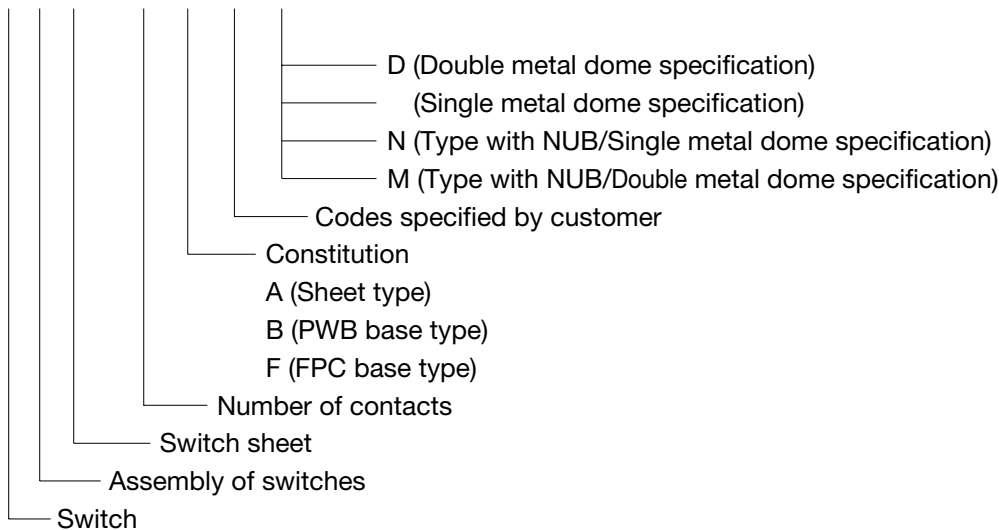 D (Double metal dome specification)
(Single metal dome specification)
N (Type with NUB/Single metal dome specification)
M (Type with NUB/Double metal dome specification)
Codes specified by customer
Constitution
A (Sheet type)
B (PWB base type)
F (FPC base type)
Number of contacts
Switch sheet
Assembly of switches
Switch